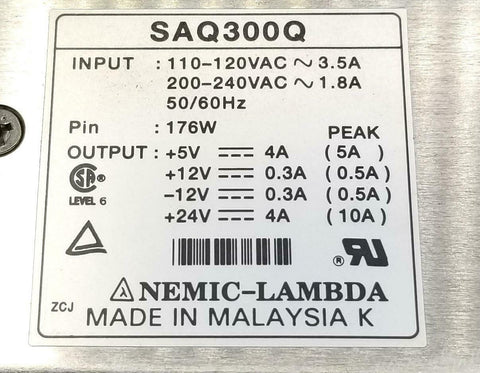 SAQ300Q
INPUT : 110-120VAC ~ 3.5A
200-240VAC ~ 1.8A
50/60Hz
Pin : 176W
PEAK
OUTPUT : +5V ⎓ 4A (5A)
+12V ⎓ 0.3A (0.5A)
-12V ⎓ 0.3A (0.5A)
+24V ⎓ 4A (10A)
SA
LEVEL 6
RU ®
λ NEMIC-LAMBDA
ZCJ
MADE IN MALAYSIA K